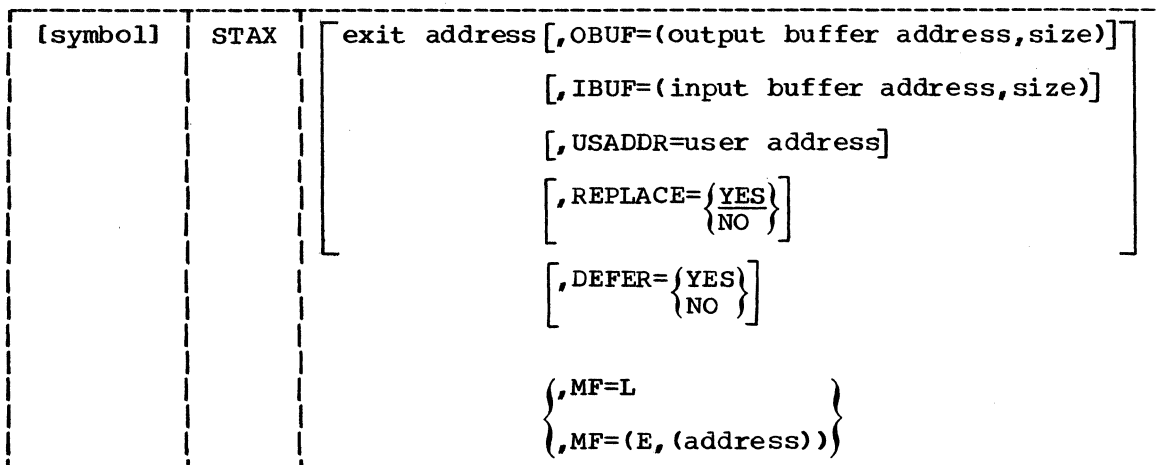 [symbol] STAX [exit address[,OBUF=(output buffer address,size)]
[,IBUF=(input buffer address,size)]
[,USADDR=user address]
[,REPLACE={YES
NO}]]
[,DEFER={YES
NO}]
{,MF=L
,MF=(E,(address))}